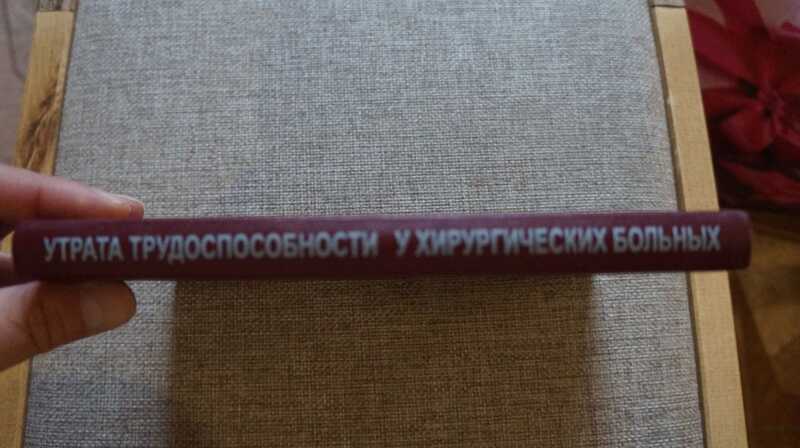 УТРАТА ТРУДОСПОСОБНОСТИ У ХИРУРГИЧЕСКИХ БОЛЬНЫХ